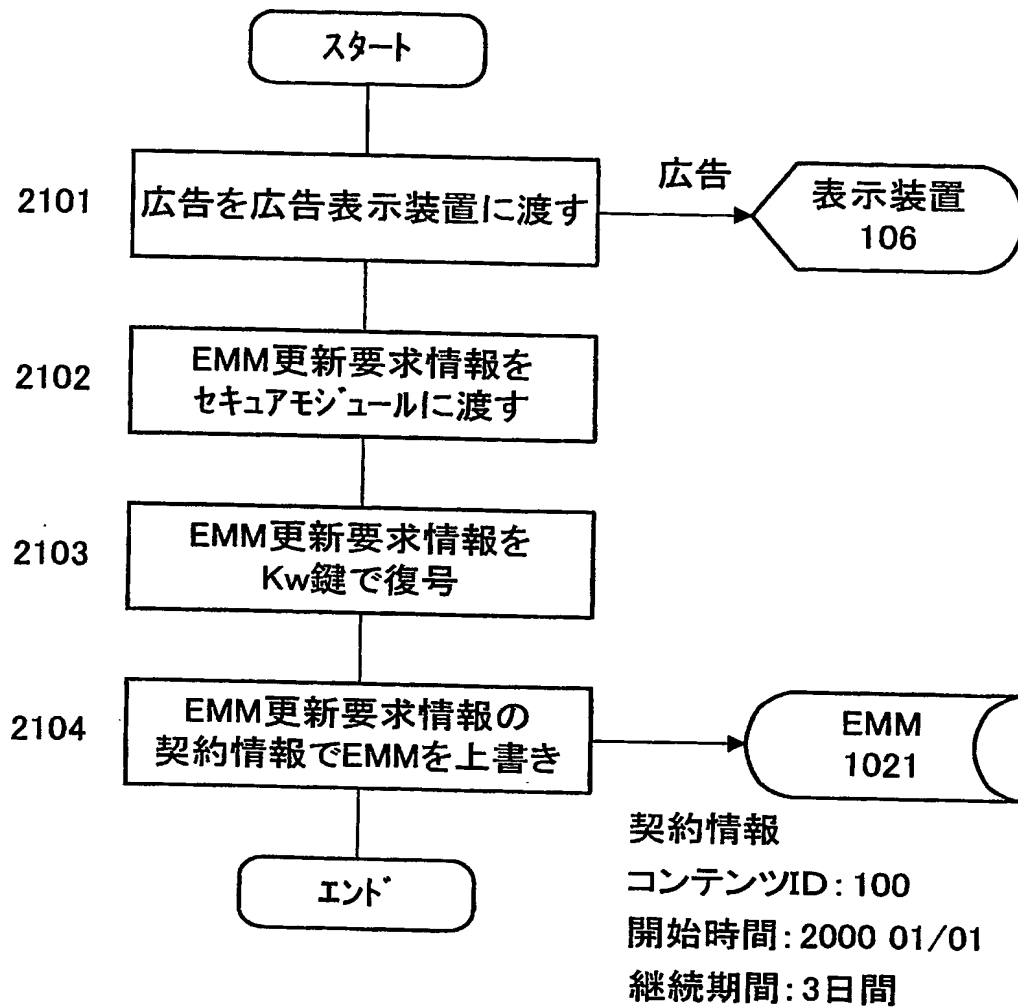 スタート
2101
広告を広告表示装置に渡す
広告
表示装置
106
2102
EMM更新要求情報を
セキュアモジュールに渡す
2103
EMM更新要求情報を
Kw鍵で復号
2104
EMM更新要求情報の
契約情報でEMMを上書き
EMM
1021
エンド
契約情報
コンテンツID:100
開始時間:2000 01/01
継続期間:3日間